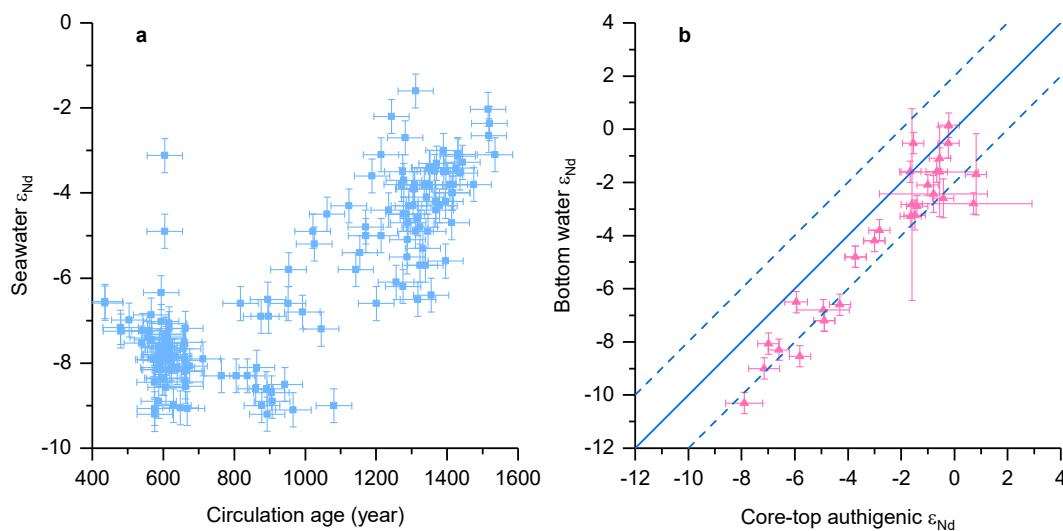 a
0
-2
-4
-6
-8
-10
Seawater εNd
400 600 800 1000 1200 1400 1600
Circulation age (year)
b
4
2
0
-2
-4
-6
-8
-10
-12
Bottom water εNd
-12 -10 -8 -6 -4 -2 0 2 4
Core-top authigenic εNd